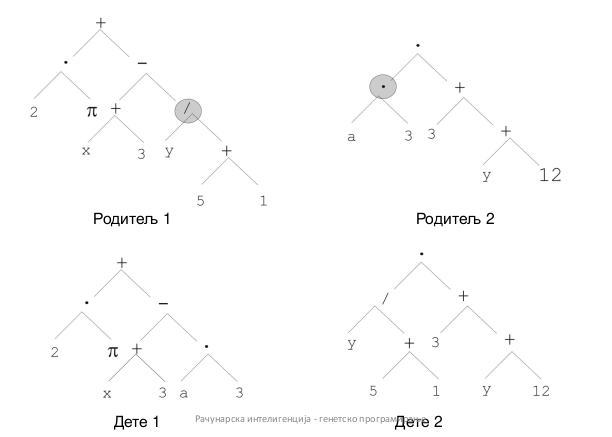 +
· − ·
2 π + / · +
x 3 y + a 3 3 +
5 1 y 12
Родитељ 1 Родитељ 2
+ ·
· − / +
2 π + · y + 3 +
x 3 a 3 5 1 y 12
Дете 1 Рачунарска интелигенција - генетско програмирање Дете 2